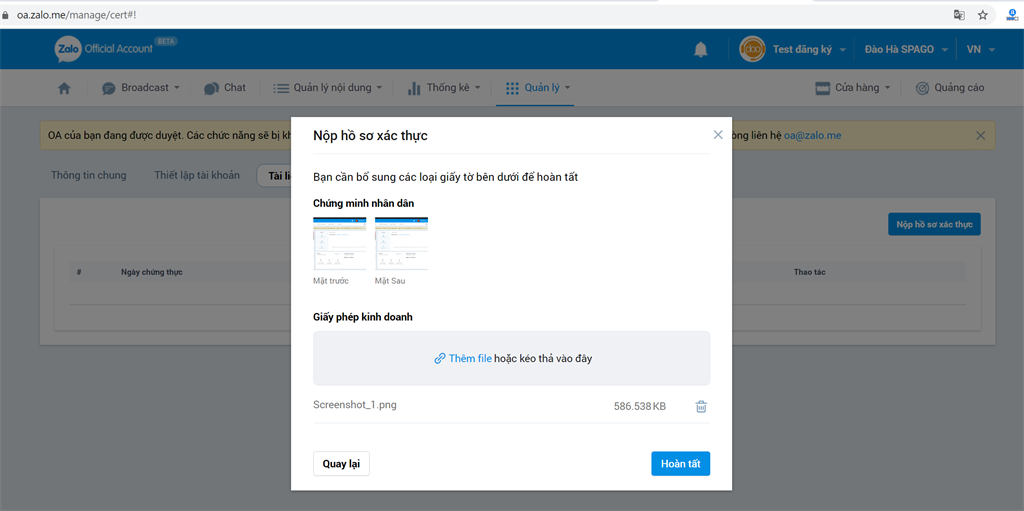 oa.zalo.me/manage/cert#!
Zalo Official Account BETA
Test đăng ký
Đào Hà SPAGO
VN
Broadcast
Chat
Quản lý nội dung
Thống kê
Quản lý
Cửa hàng
Quảng cáo
OA của bạn đang được duyệt. Các chức năng sẽ bị
liên hệ oa@zalo.me
Thông tin chung
Thiết lập tài khoản
Tài
Nộp hồ sơ xác thực
#
Ngày chứng thực
Thao tác
Nộp hồ sơ xác thực
Bạn cần bổ sung các loại giấy tờ bên dưới để hoàn tất
Chứng minh nhân dân
Mặt trước
Mặt Sau
Giấy phép kinh doanh
Thêm file hoặc kéo thả vào đây
Screenshot_1.png
586.538 KB
Quay lại
Hoàn tất